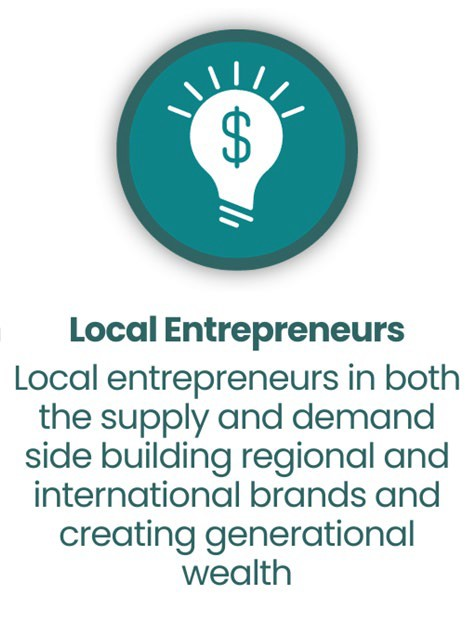 $
Local Entrepreneurs
Local entrepreneurs in both
the supply and demand
side building regional and
international brands and
creating generational
wealth